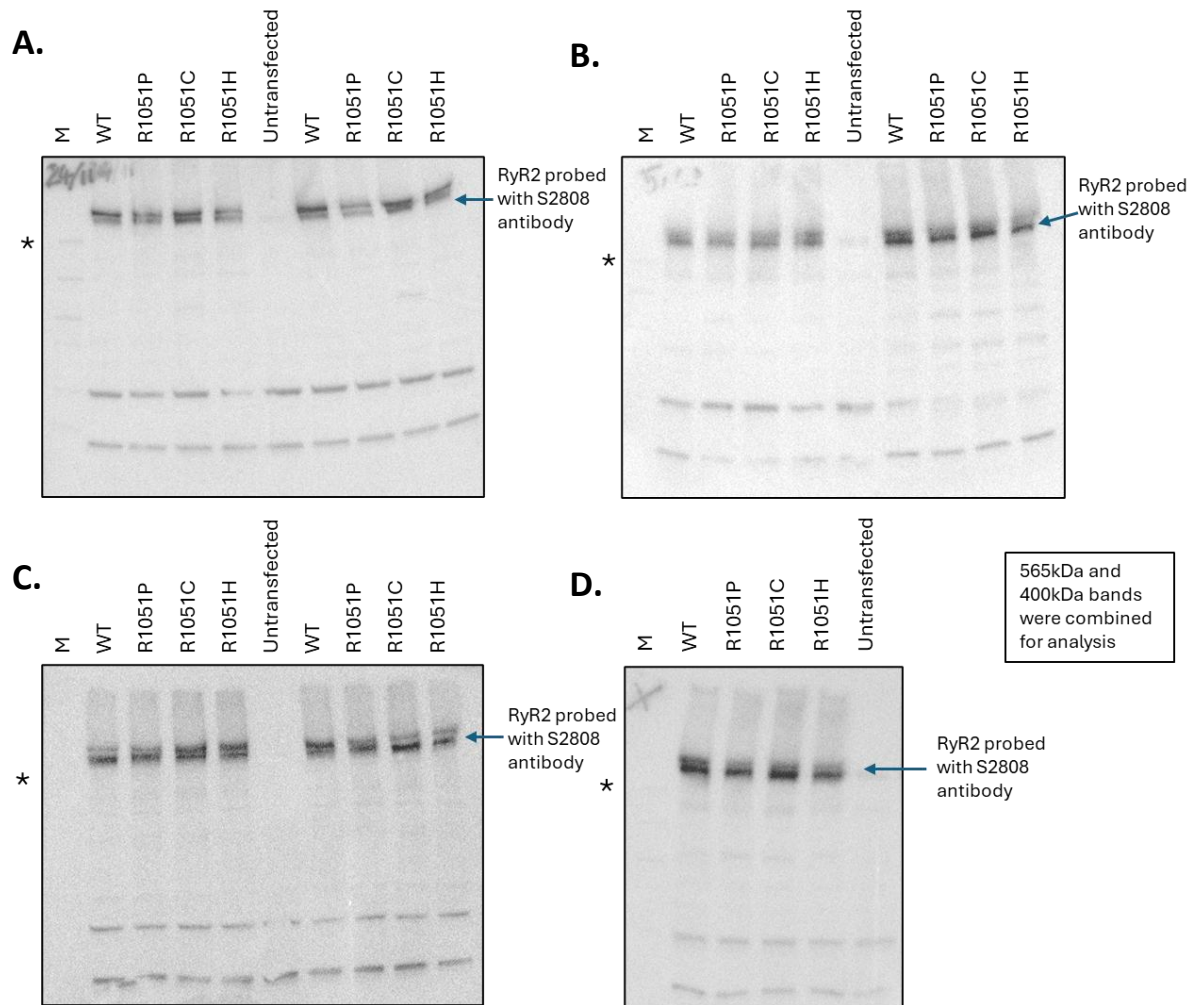 A.
M
WT
R1051P
R1051C
R1051H
Untransfected
WT
R1051P
R1051C
R1051H
RyR2 probed
with S2808
antibody
*
B.
M
WT
R1051P
R1051C
R1051H
Untransfected
WT
R1051P
R1051C
R1051H
RyR2 probed
with S2808
antibody
*
C.
M
WT
R1051P
R1051C
R1051H
Untransfected
WT
R1051P
R1051C
R1051H
RyR2 probed
with S2808
antibody
*
D.
M
WT
R1051P
R1051C
R1051H
Untransfected
RyR2 probed
with S2808
antibody
*
565kDa and
400kDa bands
were combined
for analysis